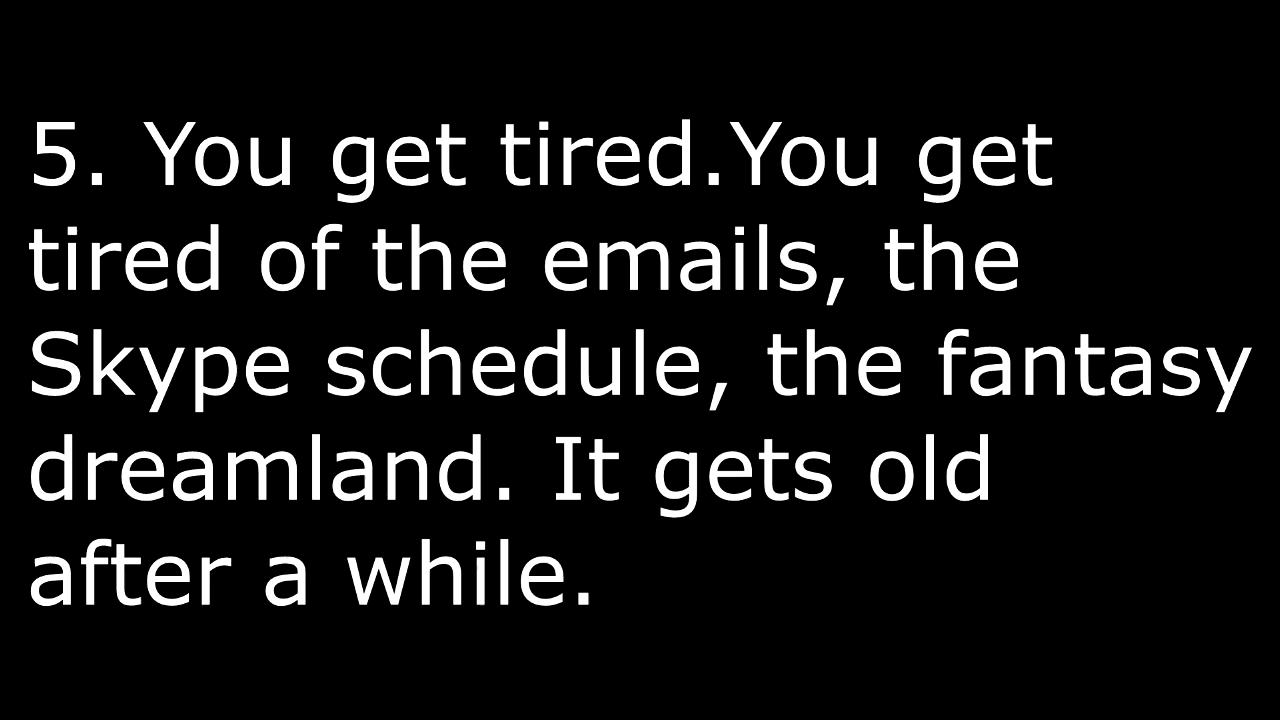 5. You get tired.You get
tired of the emails, the
Skype schedule, the fantasy
dreamland. It gets old
after a while.